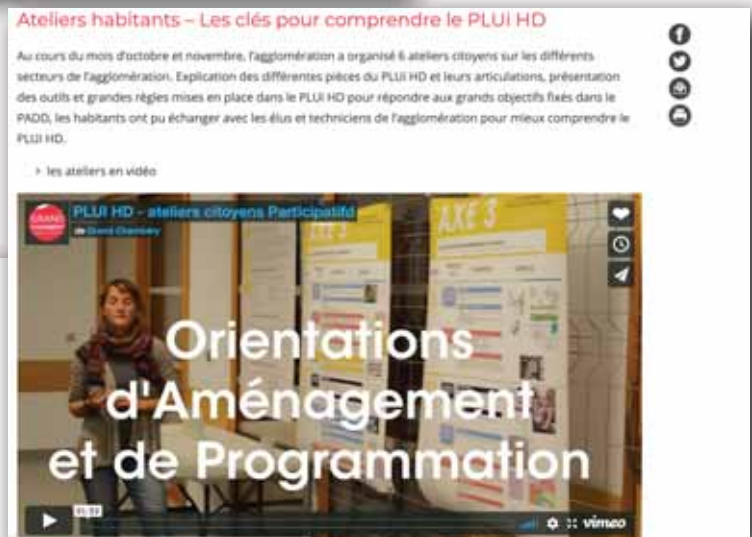 Ateliers habitants – Les clés pour comprendre le PLUi HD
Au cours du mois d'octobre et novembre, l'agglomération a organisé 6 ateliers citoyens sur les différents
secteurs de l'agglomération. Explication des différentes pièces du PLUi HD et leurs articulations, présentation
des outils et grandes règles mises en place dans le PLUi HD pour répondre aux grands objectifs fixés dans le
PADD, les habitants ont pu échanger avec les élus et techniciens de l'agglomération pour mieux comprendre le
PLUi HD.
> les ateliers en vidéo
GRAND
PLUI HD - ateliers citoyens Participatifd
de Grand Chambéry
AXE 3
Orientations
d'Aménagement
et de Programmation
vimeo